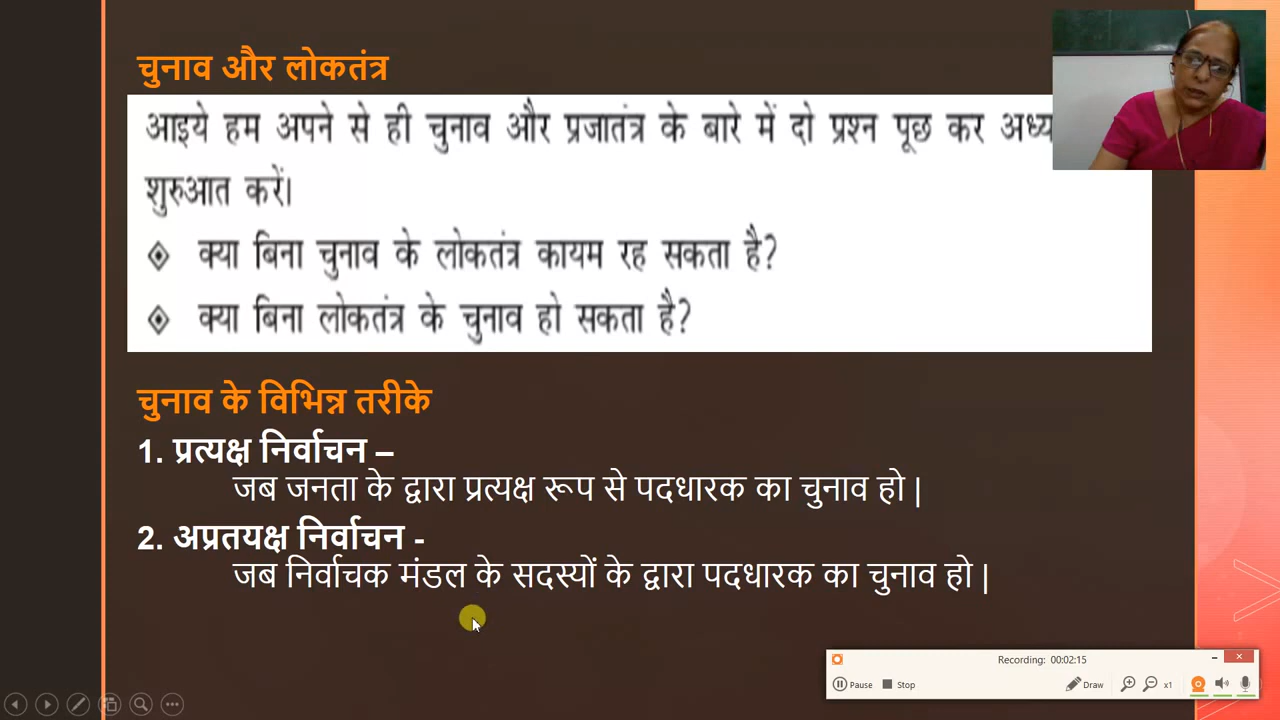 चुनाव और लोकतंत्र
आइये हम अपने से ही चुनाव और प्रजातंत्र के बारे में दो प्रश्न पूछ कर
शुरुआत करें।
क्या बिना चुनाव के लोकतंत्र कायम रह सकता है?
क्या बिना लोकतंत्र के चुनाव हो सकता है?
चुनाव के विभिन्न तरीके
1. प्रत्यक्ष निर्वाचन –
जब जनता के द्वारा प्रत्यक्ष रूप से पदधारक का चुनाव हो |
2. अप्रतयक्ष निर्वाचन -
जब निर्वाचक मंडल के सदस्यों के द्वारा पदधारक का चुनाव हो |
Recording: 00:02:15
Pause Stop Draw x1